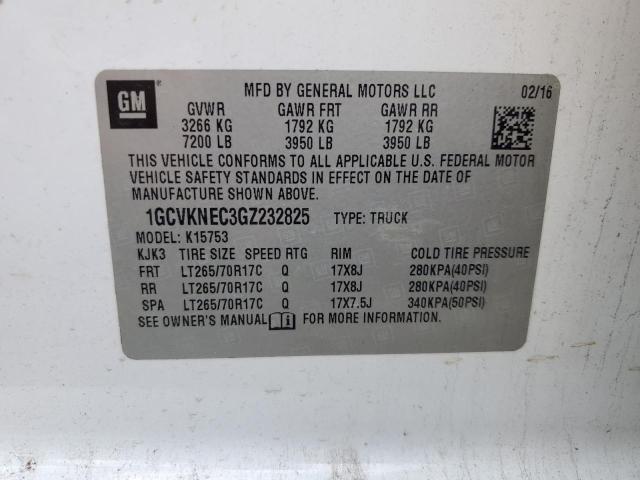 GM
MFD BY GENERAL MOTORS LLC 02/16
GVWR GAWR FRT GAWR RR
3266 KG 1792 KG 1792 KG
7200 LB 3950 LB 3950 LB
THIS VEHICLE CONFORMS TO ALL APPLICABLE U.S. FEDERAL MOTOR
VEHICLE SAFETY STANDARDS IN EFFECT ON THE DATE OF
MANUFACTURE SHOWN ABOVE.
1GCVKNEC3GZ232825 TYPE: TRUCK
MODEL: K15753
KJK3 TIRE SIZE SPEED RTG RIM COLD TIRE PRESSURE
FRT LT265/70R17C Q 17X8J 280KPA(40PSI)
RR LT265/70R17C Q 17X8J 280KPA(40PSI)
SPA LT265/70R17C Q 17X7.5J 340KPA(50PSI)
SEE OWNER'S MANUAL FOR MORE INFORMATION.